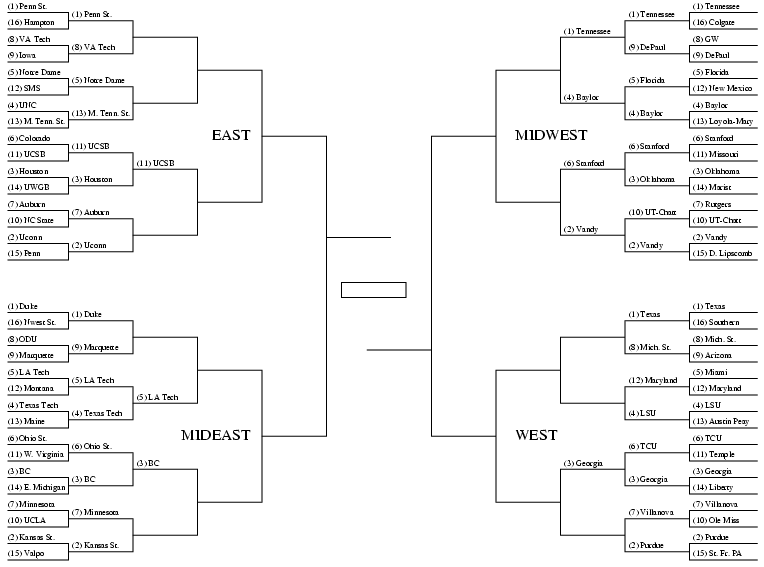 (1) Penn St.
(16) Hampton
(8) VA Tech
(9) Iowa
(5) Notre Dame
(12) SMS
(4) UNC
(13) M. Tenn. St.
(6) Colorado
(11) UCSB
(3) Houston
(14) UWGB
(7) Auburn
(10) NC State
(2) Uconn
(15) Penn
(1) Penn St.
(8) VA Tech
(5) Notre Dame
(13) M. Tenn. St.
(11) UCSB
(3) Houston
(7) Auburn
(2) Uconn
(11) UCSB
EAST
(1) Duke
(16) Nwest St.
(8) ODU
(9) Marquette
(5) LA Tech
(12) Montana
(4) Texas Tech
(13) Maine
(6) Ohio St.
(11) W. Virginia
(3) BC
(14) E. Michigan
(7) Minnesota
(10) UCLA
(2) Kansas St.
(15) Valpo
(1) Duke
(9) Marquette
(5) LA Tech
(4) Texas Tech
(6) Ohio St.
(3) BC
(7) Minnesota
(2) Kansas St.
(5) LA Tech
(3) BC
MIDEAST
(1) Tennessee
(4) Baylor
(6) Stanford
(2) Vandy
MIDWEST
(1) Tennessee
(9) DePaul
(5) Florida
(4) Baylor
(6) Stanford
(3) Oklahoma
(10) UT-Chatt
(2) Vandy
(1) Tennessee
(16) Colgate
(8) GW
(9) DePaul
(5) Florida
(12) New Mexico
(4) Baylor
(13) Loyola-Mary
(6) Stanford
(11) Missouri
(3) Oklahoma
(14) Marist
(7) Rutgers
(10) UT-Chatt
(2) Vandy
(15) D. Lipscomb
WEST
(3) Georgia
(1) Texas
(8) Mich. St.
(12) Maryland
(4) LSU
(6) TCU
(3) Georgia
(7) Villanova
(2) Purdue
(1) Texas
(16) Southern
(8) Mich. St.
(9) Arizona
(5) Miami
(12) Maryland
(4) LSU
(13) Austin Peay
(6) TCU
(11) Temple
(3) Georgia
(14) Liberty
(7) Villanova
(10) Ole Miss
(2) Purdue
(15) St. Fr. PA